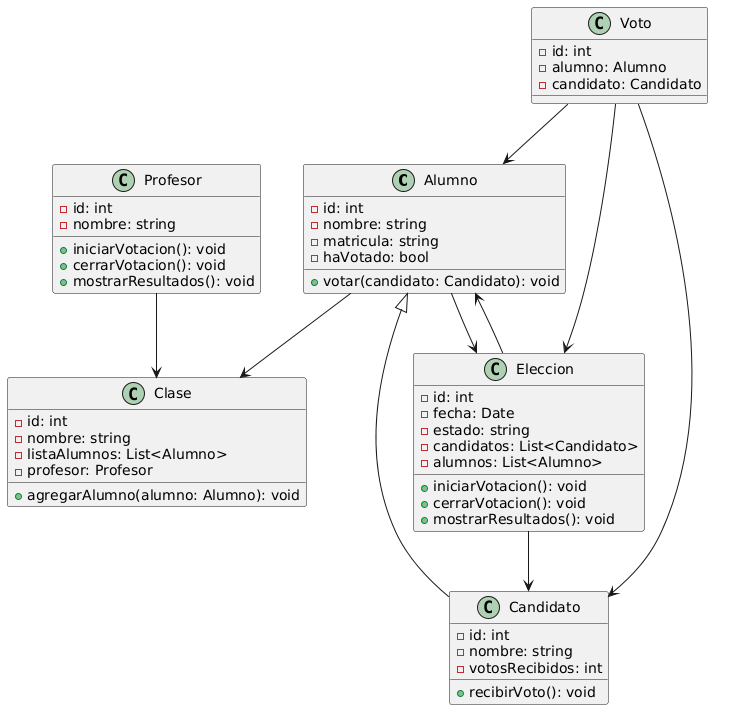 Voto
id: int
alumno: Alumno
candidato: Candidato
Profesor
id: int
nombre: string
iniciarVotacion(): void
cerrarVotacion(): void
mostrarResultados(): void
Alumno
id: int
nombre: string
matricula: string
haVotado: bool
votar(candidato: Candidato): void
Clase
id: int
nombre: string
listaAlumnos: List<Alumno>
profesor: Profesor
agregarAlumno(alumno: Alumno): void
Eleccion
id: int
fecha: Date
estado: string
candidatos: List<Candidato>
alumnos: List<Alumno>
iniciarVotacion(): void
cerrarVotacion(): void
mostrarResultados(): void
Candidato
id: int
nombre: string
votosRecibidos: int
recibirVoto(): void